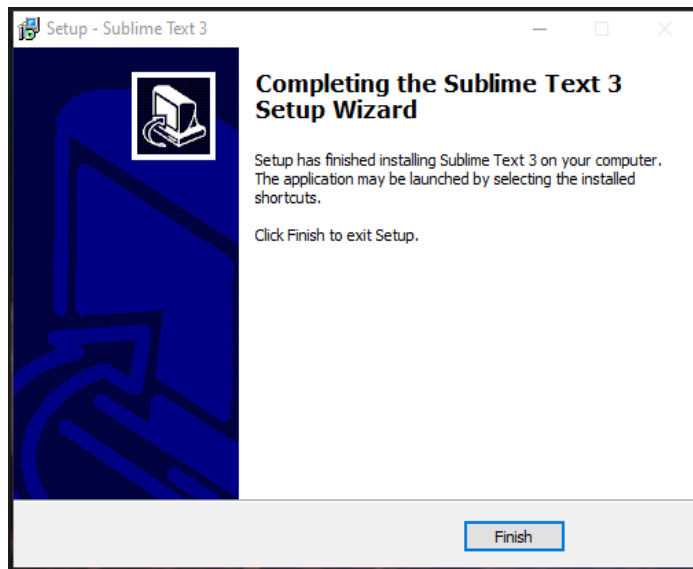 Setup - Sublime Text 3
Completing the Sublime Text 3
Setup Wizard
Setup has finished installing Sublime Text 3 on your computer.
The application may be launched by selecting the installed
shortcuts.
Click Finish to exit Setup.
Finish